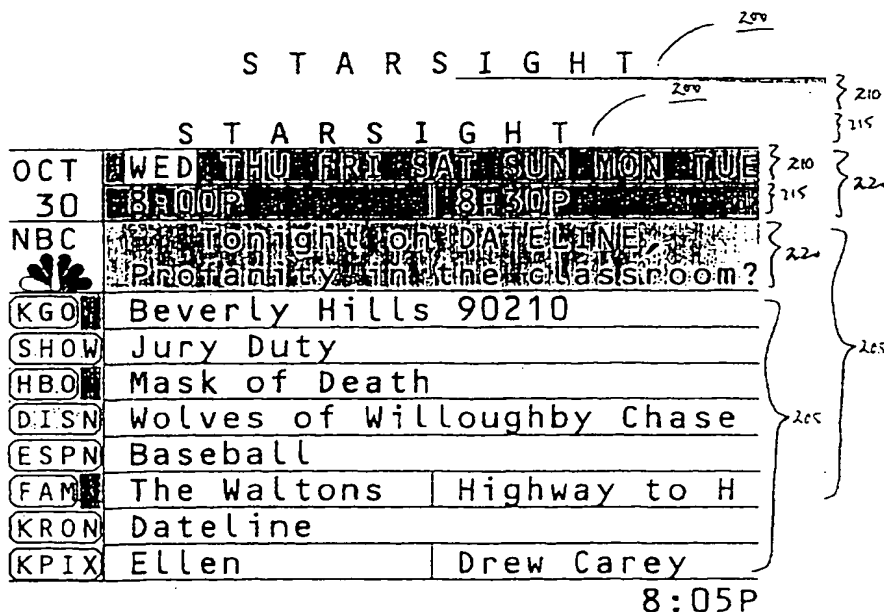 200
S T A R S I G H T
200
210
215
S T A R S I G H T
OCT WED THU FRI SAT SUN MON TUE 210
220
30 8:00P 8:30P 215
NBC Tonight on DATELINE,
220
Profanity in the classroom?
KGO Beverly Hills 90210
SHOW Jury Duty
205
HBO Mask of Death
DISN Wolves of Willoughby Chase
205
ESPN Baseball
FAM The Waltons Highway to H
KRON Dateline
KPIX Ellen Drew Carey
8:05P